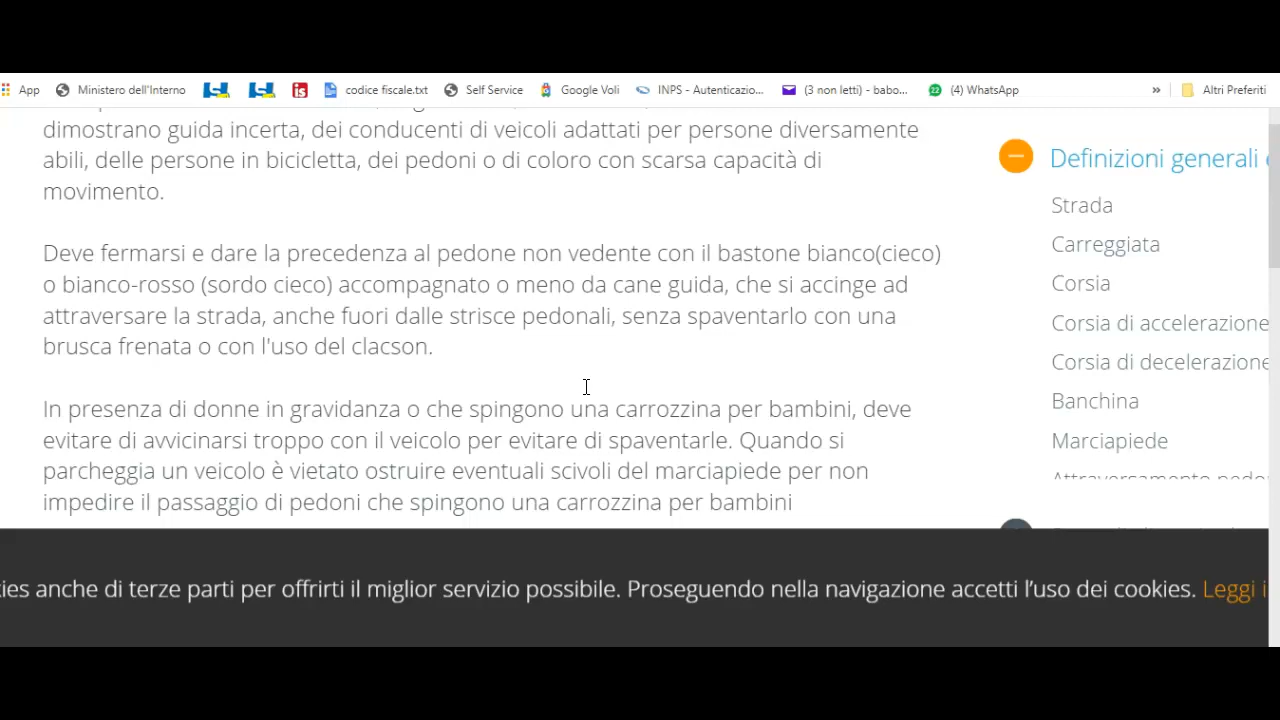 App
Ministero dell'Interno
codice fiscale.txt
Self Service
Google Voli
INPS - Autenticazio...
(3 non letti) - babo...
22
(4) WhatsApp
»
Altri Preferiti
dimostrano guida incerta, dei conducenti di veicoli adattati per persone diversamente
abili, delle persone in bicicletta, dei pedoni o di coloro con scarsa capacità di
movimento.
Deve fermarsi e dare la precedenza al pedone non vedente con il bastone bianco(cieco)
o bianco-rosso (sordo cieco) accompagnato o meno da cane guida, che si accinge ad
attraversare la strada, anche fuori dalle strisce pedonali, senza spaventarlo con una
brusca frenata o con l'uso del clacson.
In presenza di donne in gravidanza o che spingono una carrozzina per bambini, deve
evitare di avvicinarsi troppo con il veicolo per evitare di spaventarle. Quando si
parcheggia un veicolo è vietato ostruire eventuali scivoli del marciapiede per non
impedire il passaggio di pedoni che spingono una carrozzina per bambini
Definizioni generali
Strada
Carreggiata
Corsia
Corsia di accelerazione
Corsia di decelerazione
Banchina
Marciapiede
ies anche di terze parti per offrirti il miglior servizio possibile. Proseguendo nella navigazione accetti l’uso dei cookies. Leggi